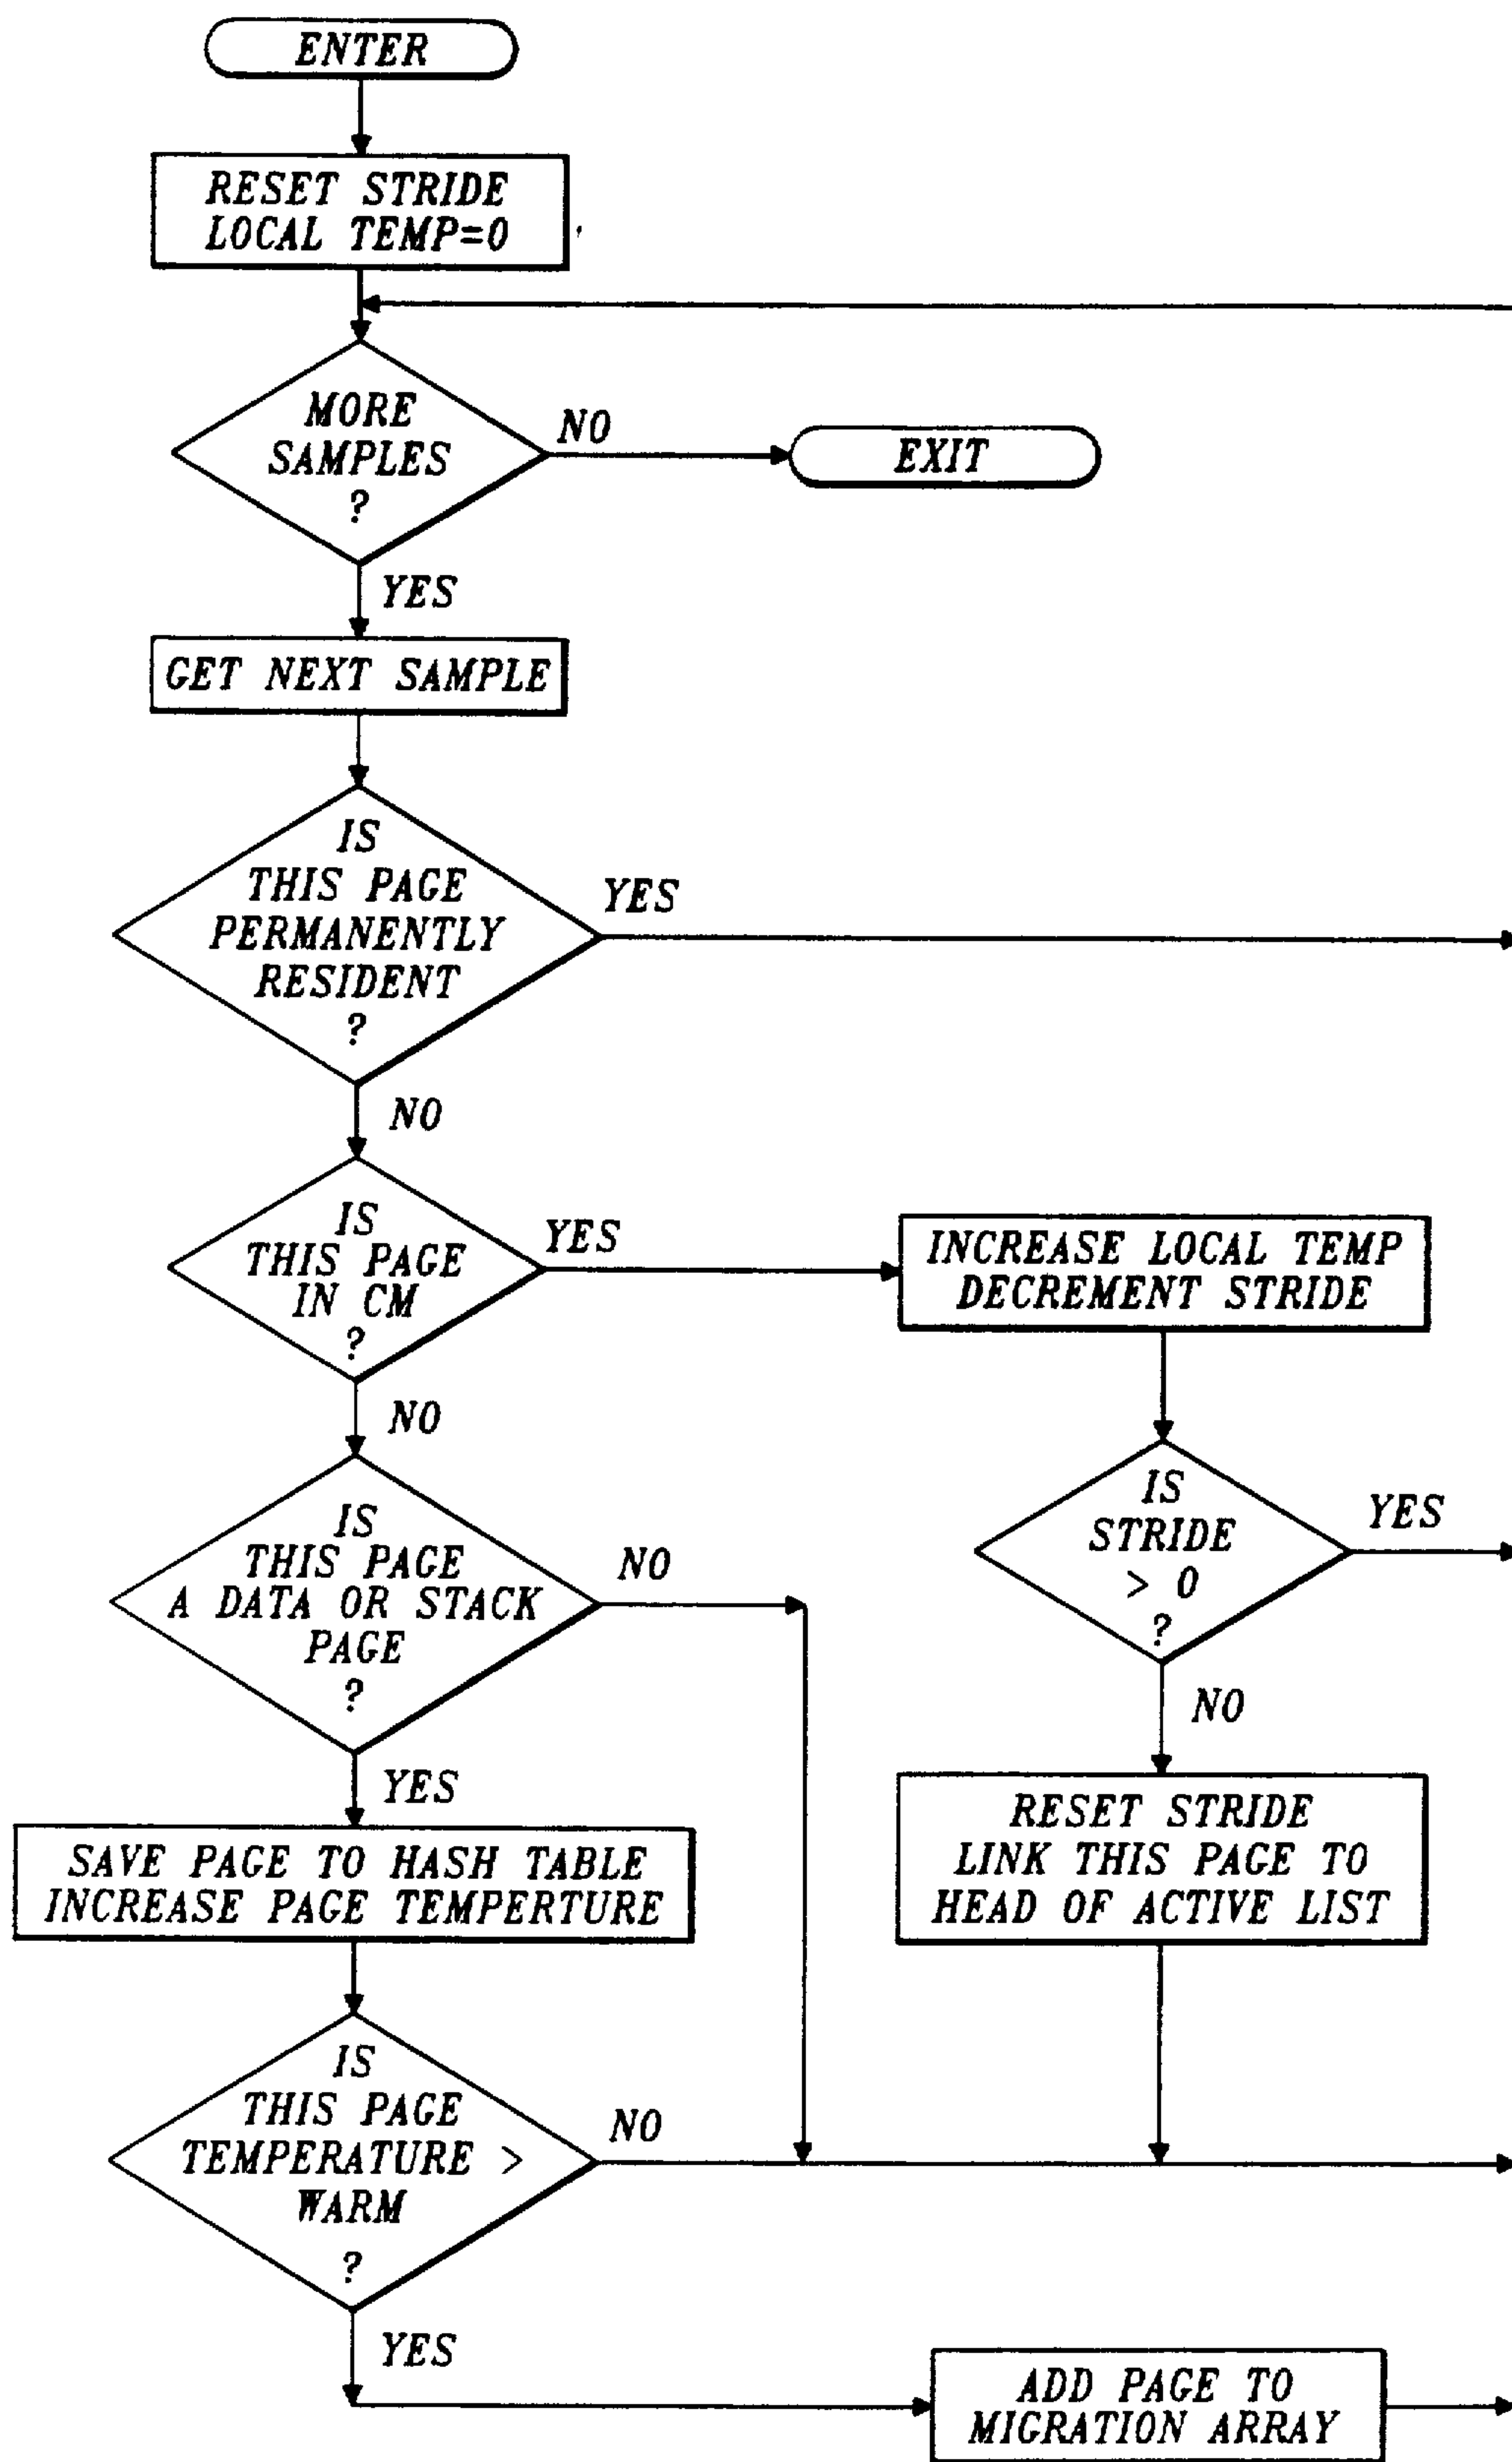 ENTER
RESET STRIDE
LOCAL TEMP=0
MORE
SAMPLES
?
NO
EXIT
YES
GET NEXT SAMPLE
IS
THIS PAGE
PERMANENTLY
RESIDENT
?
YES
NO
IS
THIS PAGE
IN CM
?
YES
INCREASE LOCAL TEMP
DECREMENT STRIDE
NO
IS
STRIDE
> 0
?
YES
NO
RESET STRIDE
LINK THIS PAGE TO
HEAD OF ACTIVE LIST
IS
THIS PAGE
A DATA OR STACK
PAGE
?
NO
YES
SAVE PAGE TO HASH TABLE
INCREASE PAGE TEMPERTURE
IS
THIS PAGE
TEMPERATURE >
WARM
?
NO
YES
ADD PAGE TO
MIGRATION ARRAY